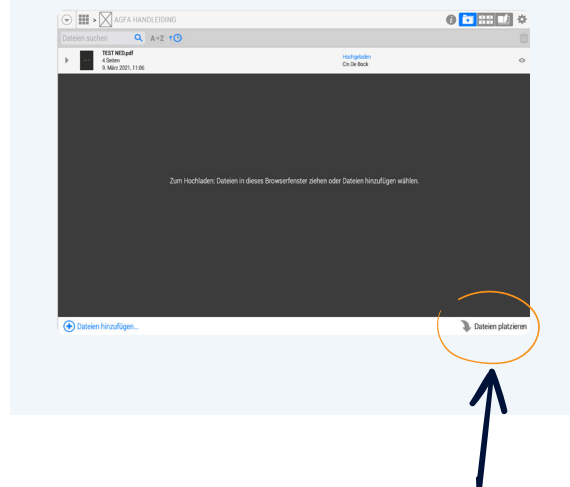 > AGFA HANDLEIDING
Dateien suchen A→Z ↑
TEST NED.pdf
4 Seiten
9. März 2021, 11:06
Hochgeladen
Cin De Bock
Zum Hochladen: Dateien in dieses Browserfenster ziehen oder Dateien hinzufügen wählen.
Dateien hinzufügen...
Dateien platzieren